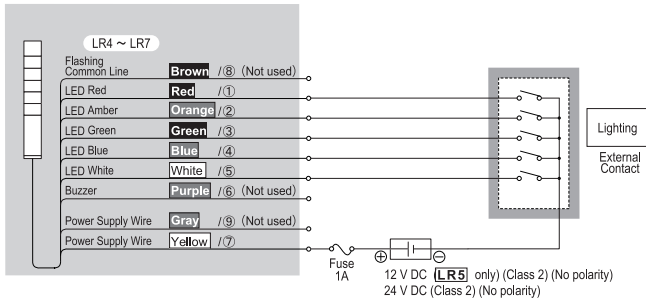 LR4 ~ LR7
Flashing
Common Line Brown /⑧ (Not used)
LED Red Red /①
LED Amber Orange /②
LED Green Green /③
LED Blue Blue /④
LED White White /⑤
Buzzer Purple /⑥ (Not used)
Power Supply Wire Gray /⑨ (Not used)
Power Supply Wire Yellow /⑦
Lighting
External
Contact
Fuse
1A
⊕ ⊖
12 V DC (LR5 only) (Class 2) (No polarity)
24 V DC (Class 2) (No polarity)